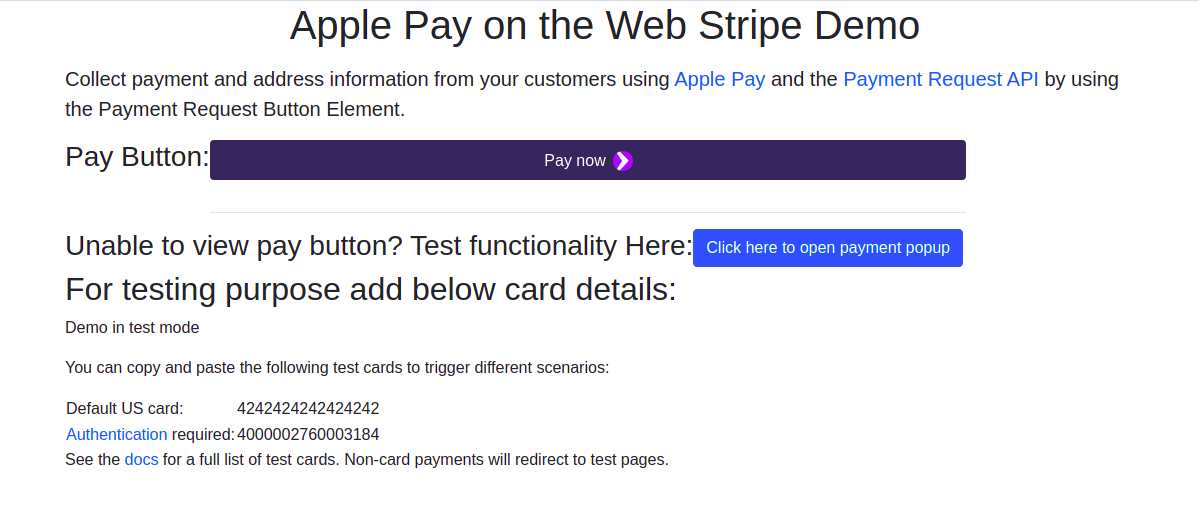 Apple Pay on the Web Stripe Demo
Collect payment and address information from your customers using Apple Pay and the Payment Request API by using
the Payment Request Button Element.
Pay Button: Pay now
Unable to view pay button? Test functionality Here: Click here to open payment popup
For testing purpose add below card details:
Demo in test mode
You can copy and paste the following test cards to trigger different scenarios:
Default US card: 4242424242424242
Authentication required: 4000002760003184
See the docs for a full list of test cards. Non-card payments will redirect to test pages.